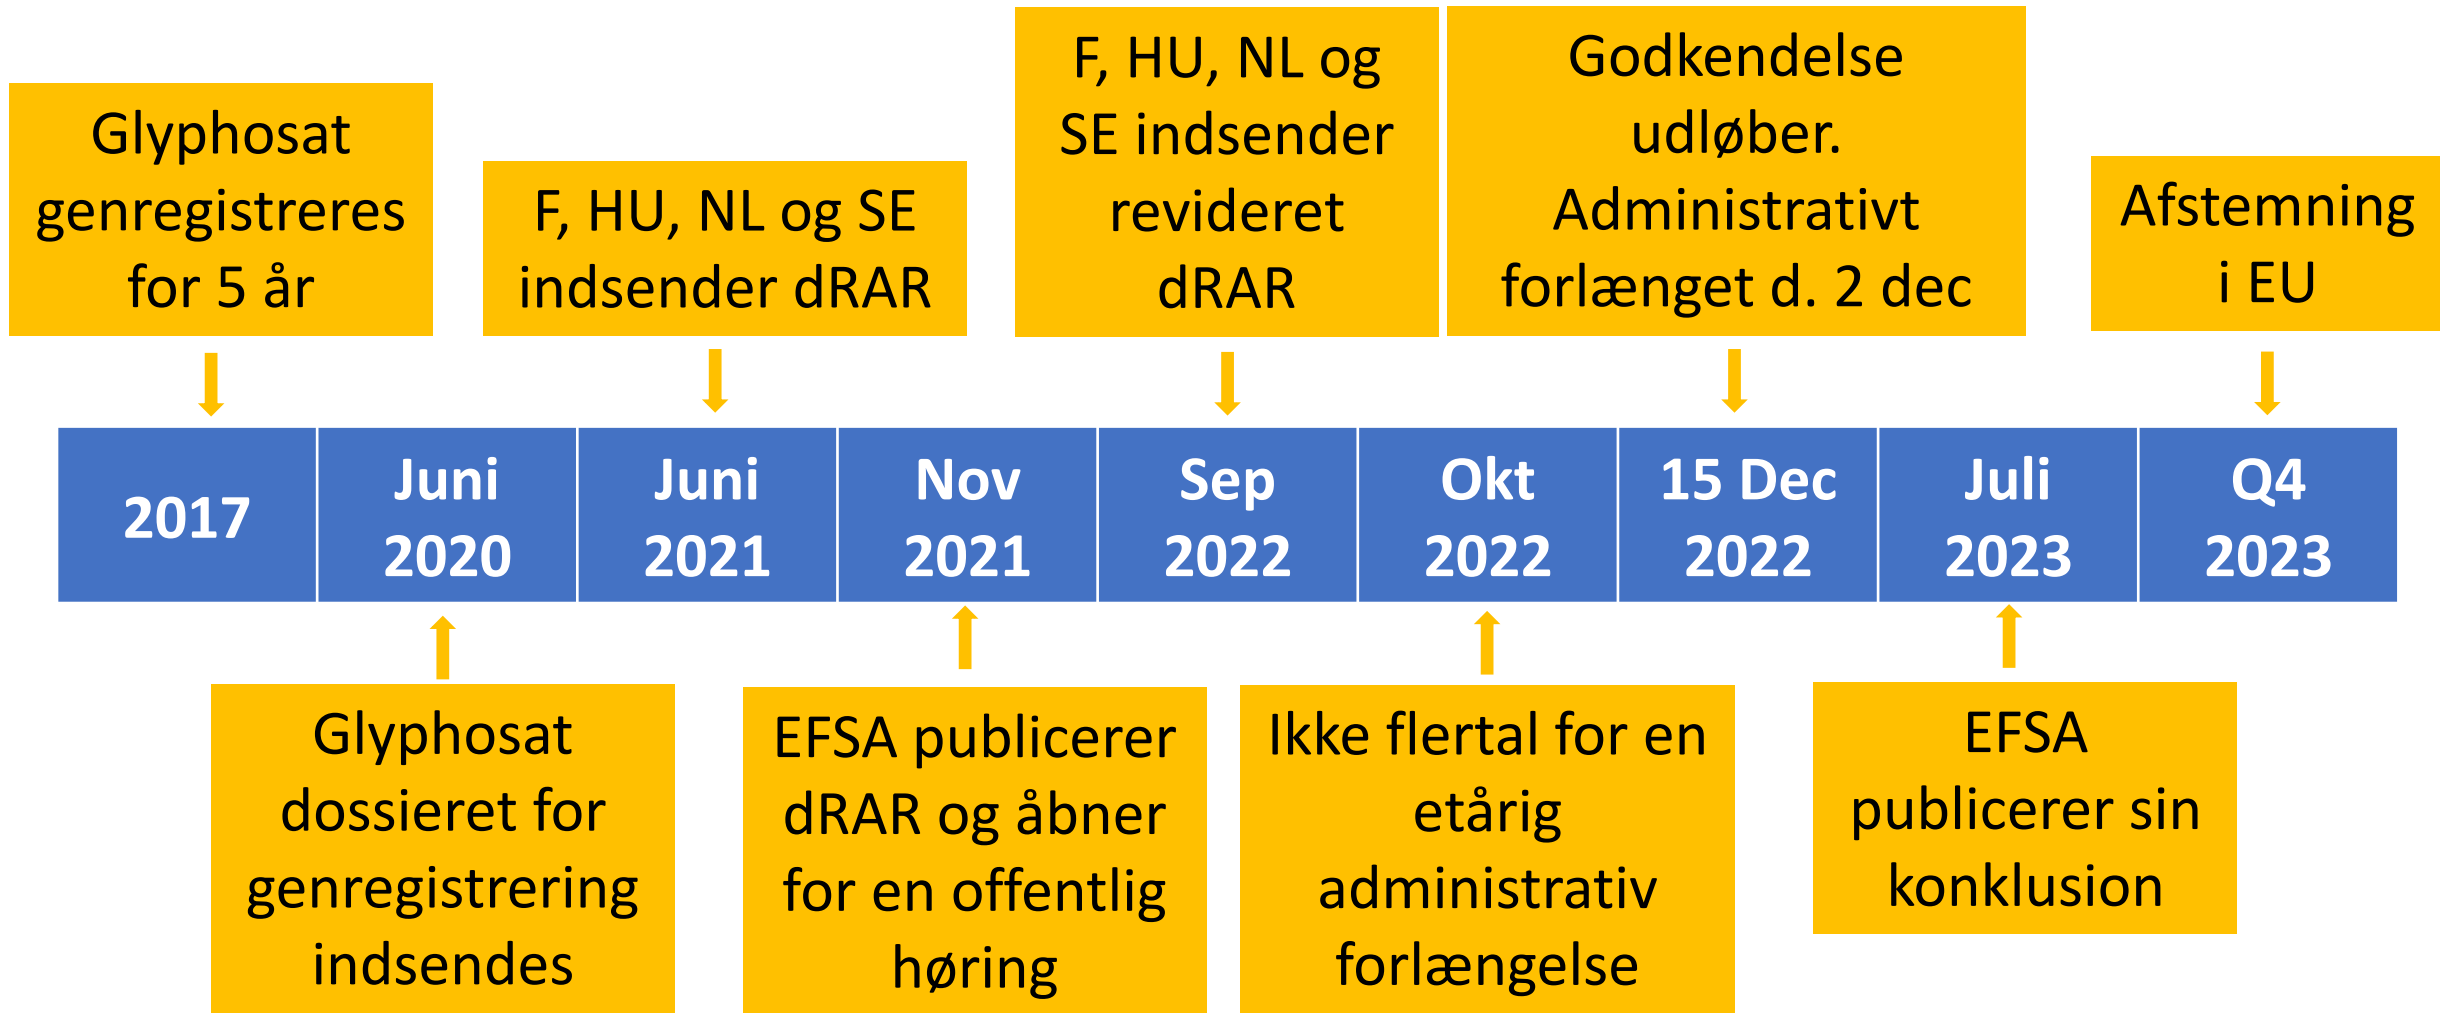 Glyphosat
genregistreres
for 5 år
F, HU, NL og SE
indsender dRAR
F, HU, NL og
SE indsender
revideret
dRAR
Godkendelse
udløber.
Administrativt
forlænget d. 2 dec
Afstemning
i EU
2017
Juni
2020
Juni
2021
Nov
2021
Sep
2022
Okt
2022
15 Dec
2022
Juli
2023
Q4
2023
Glyphosat
dossieret for
genregistrering
indsendes
EFSA publicerer
dRAR og åbner
for en offentlig
høring
Ikke flertal for en
etårig
administrativ
forlængelse
EFSA
publicerer sin
konklusion